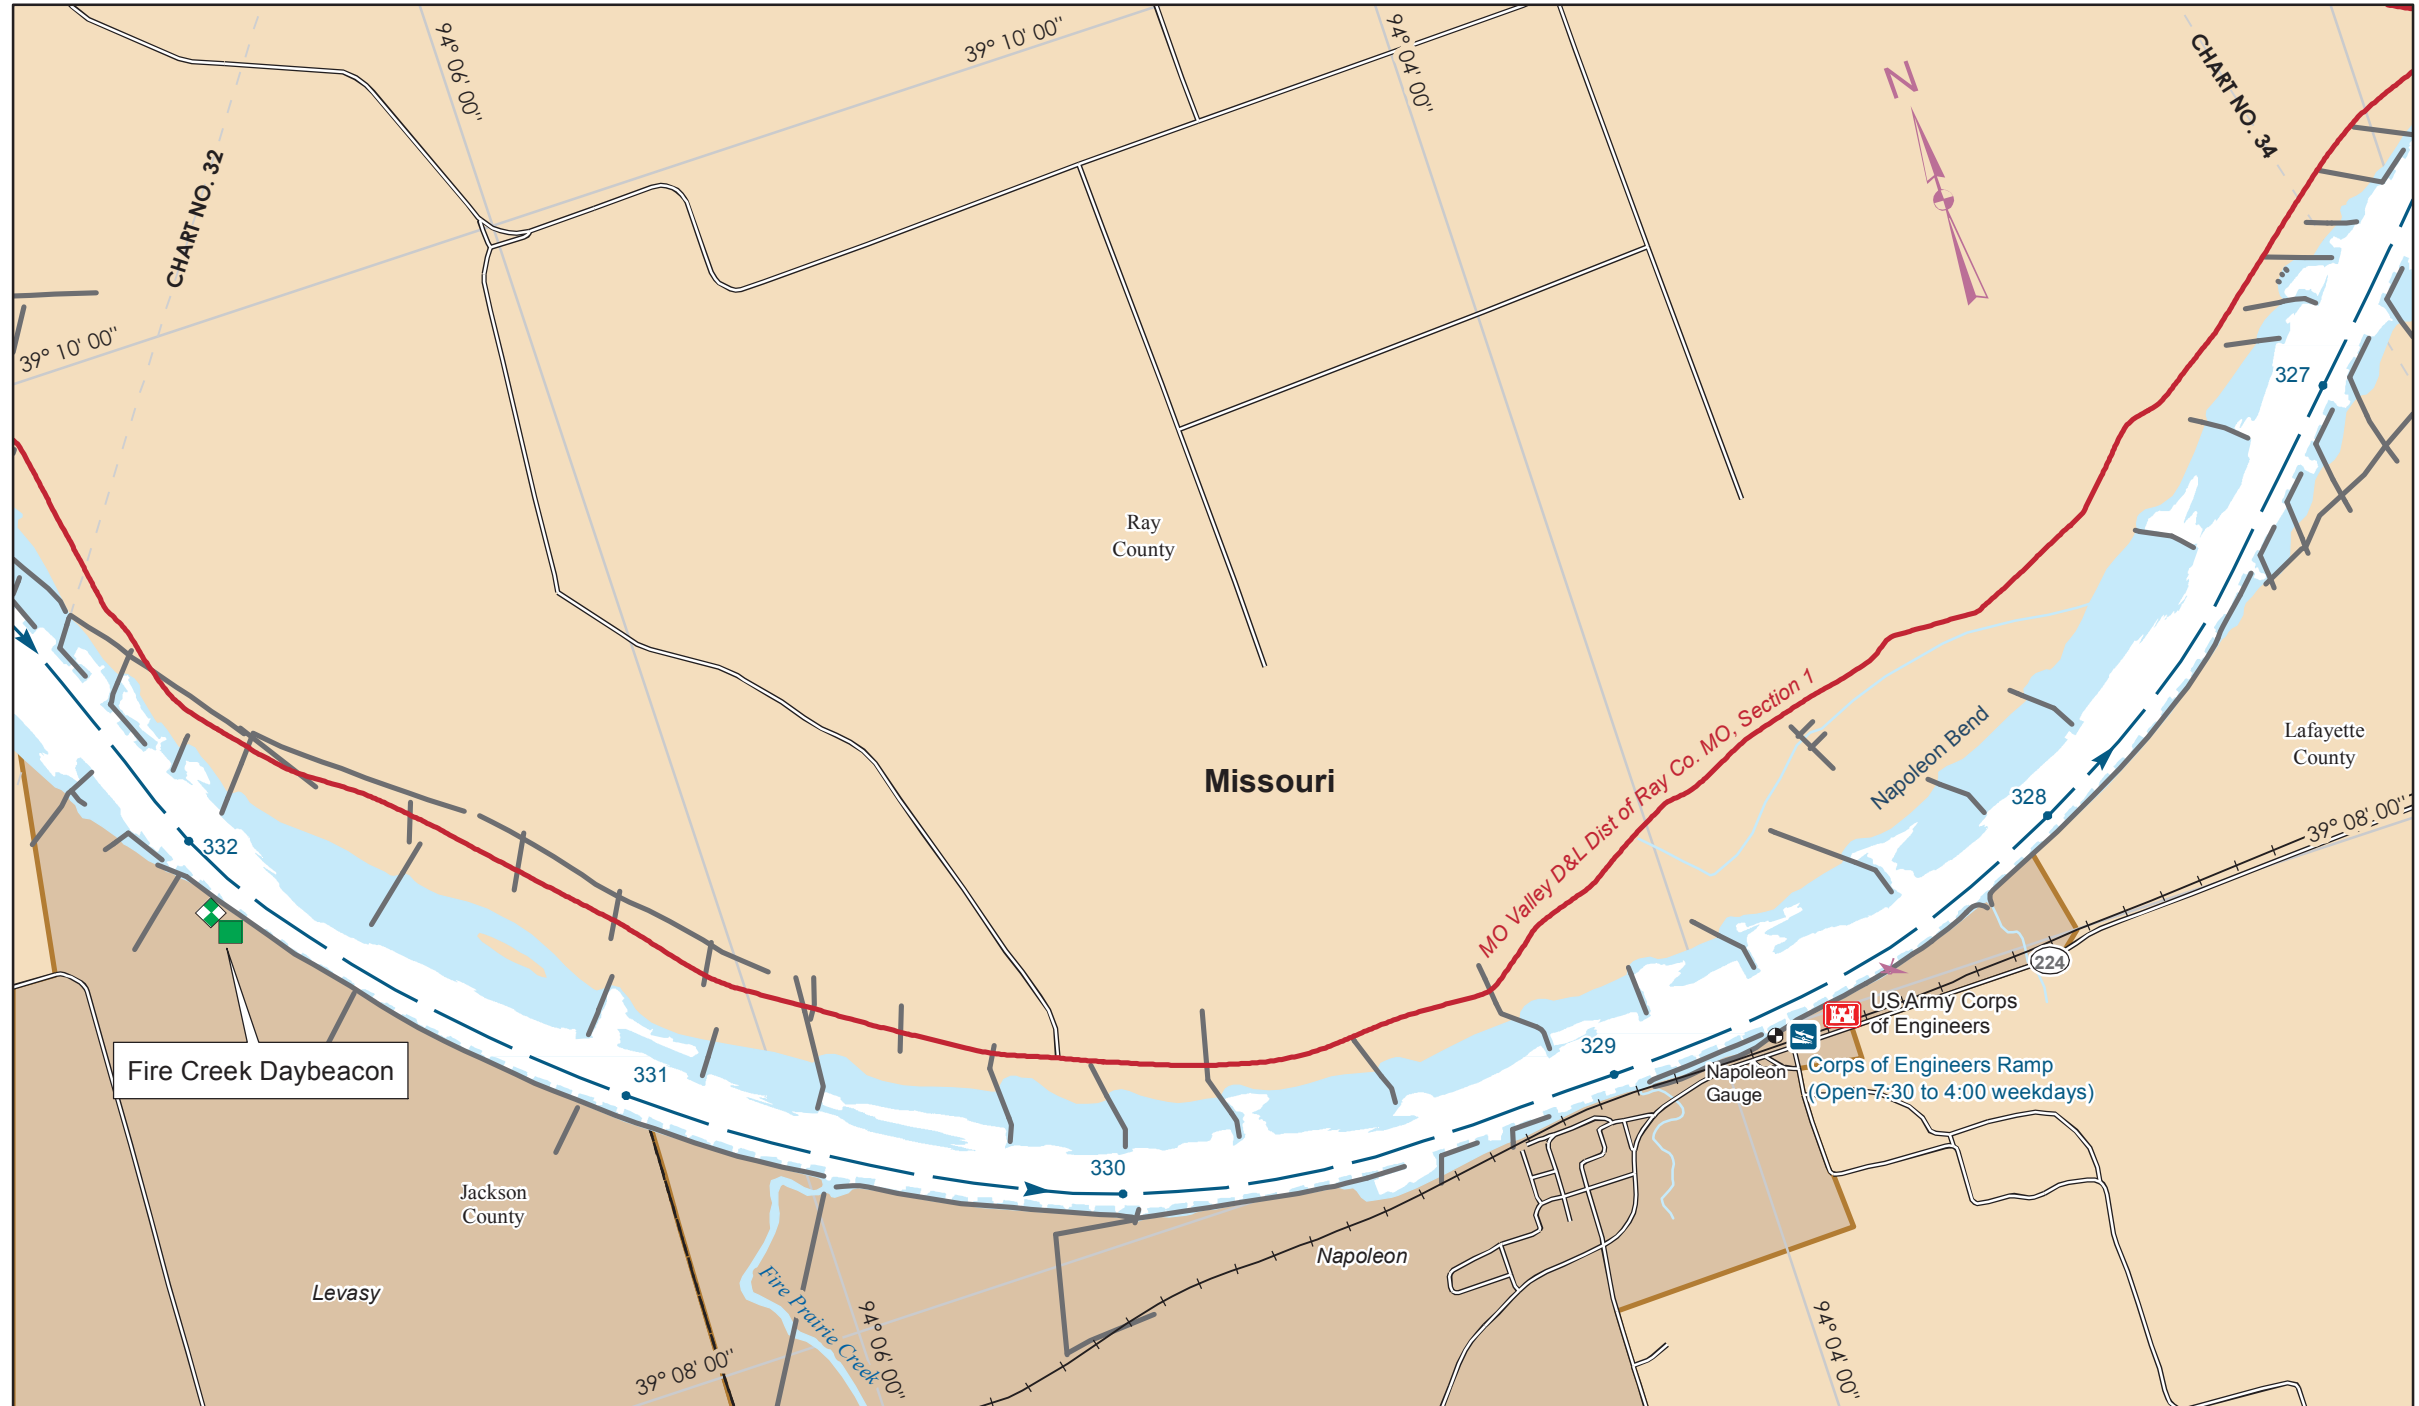 94° 06' 00"
39° 10' 00"
94° 04' 00"
N
CHART NO. 34
CHART NO. 32
39° 10' 00"
327
Ray
County
Missouri
MO Valley D&L Dist of Ray Co. MO, Section 1
Napoleon Bend
Lafayette
County
328
39° 08' 00"
332
224
US Army Corps
of Engineers
329
Fire Creek Daybeacon
331
Napoleon
Gauge
Corps of Engineers Ramp
(Open 7:30 to 4:00 weekdays)
330
Jackson
County
Napoleon
Levasy
Fire Prairie Creek
94° 06' 00"
94° 04' 00"
39° 08' 00"